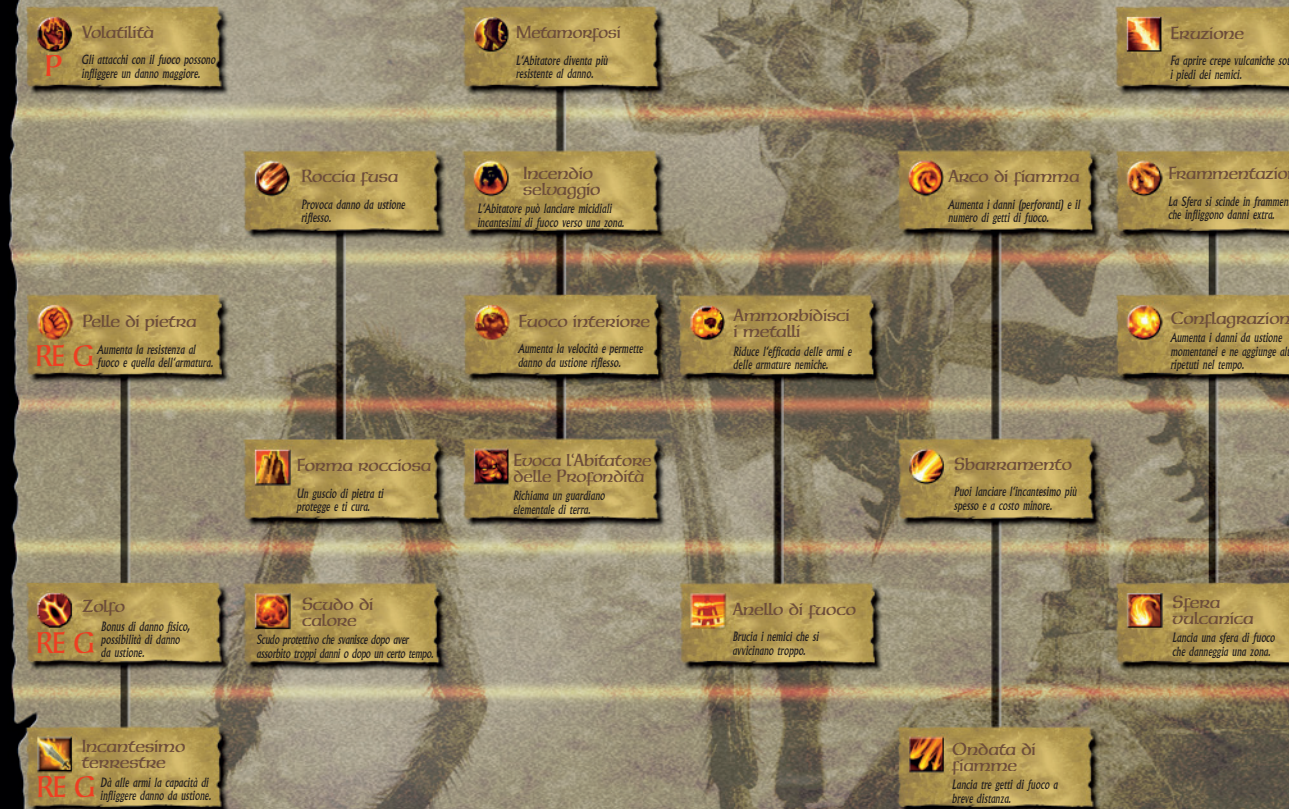 Volatilità
P
Gli attacchi con il fuoco possono
infliggere un danno maggiore.
Metamorfosi
L'Abitatore diventa più
resistente al danno.
Eruzione
Fa aprire crepe vulcaniche
i piedi dei nemici.
Roccia fusa
Provoca danno da ustione
riflesso.
Incendio
selvaggio
L'Abitatore può lanciare micidiali
incantesimi di fuoco verso una zona.
Arco di fiamma
Aumenta i danni (perforanti) e il
numero di getti di fuoco.
La Sfera si scinde in
che infliggono danni extra.
Pelle di pietra
RE G
Aumenta la resistenza al
fuoco e quella dell'armatura.
Fuoco interiore
Aumenta la velocità e permette
danno da ustione riflesso.
Ammorbidisci
i metalli
Riduce l'efficacia delle armi e
delle armature nemiche.
Aumenta i danni da ustione
momentanei e ne aggiunge
ripetuti nel tempo.
Forma rocciosa
Un guscio di pietra ti
protegge e ti cura.
Evoca L'Abitatore
delle Profondità
Richiama un guardiano
elementale di terra.
Sbarramento
Puoi lanciare l'incantesimo più
spesso e a costo minore.
Zolfo
RE G
Bonus di danno fisico,
possibilità di danno
da ustione.
Scudo di
calore
Scudo protettivo che svanisce dopo aver
assorbito troppi danni o dopo un certo tempo.
Anello di fuoco
Brucia i nemici che si
avvicinano troppo.
Sfera
vulcanica
Lancia una sfera di fuoco
che danneggia una zona.
Incantesimo
terrestre
RE G
Dà alle armi la capacità di
infliggere danno da ustione.
Ondata di
fiamme
Lancia tre getti di fuoco a
breve distanza.